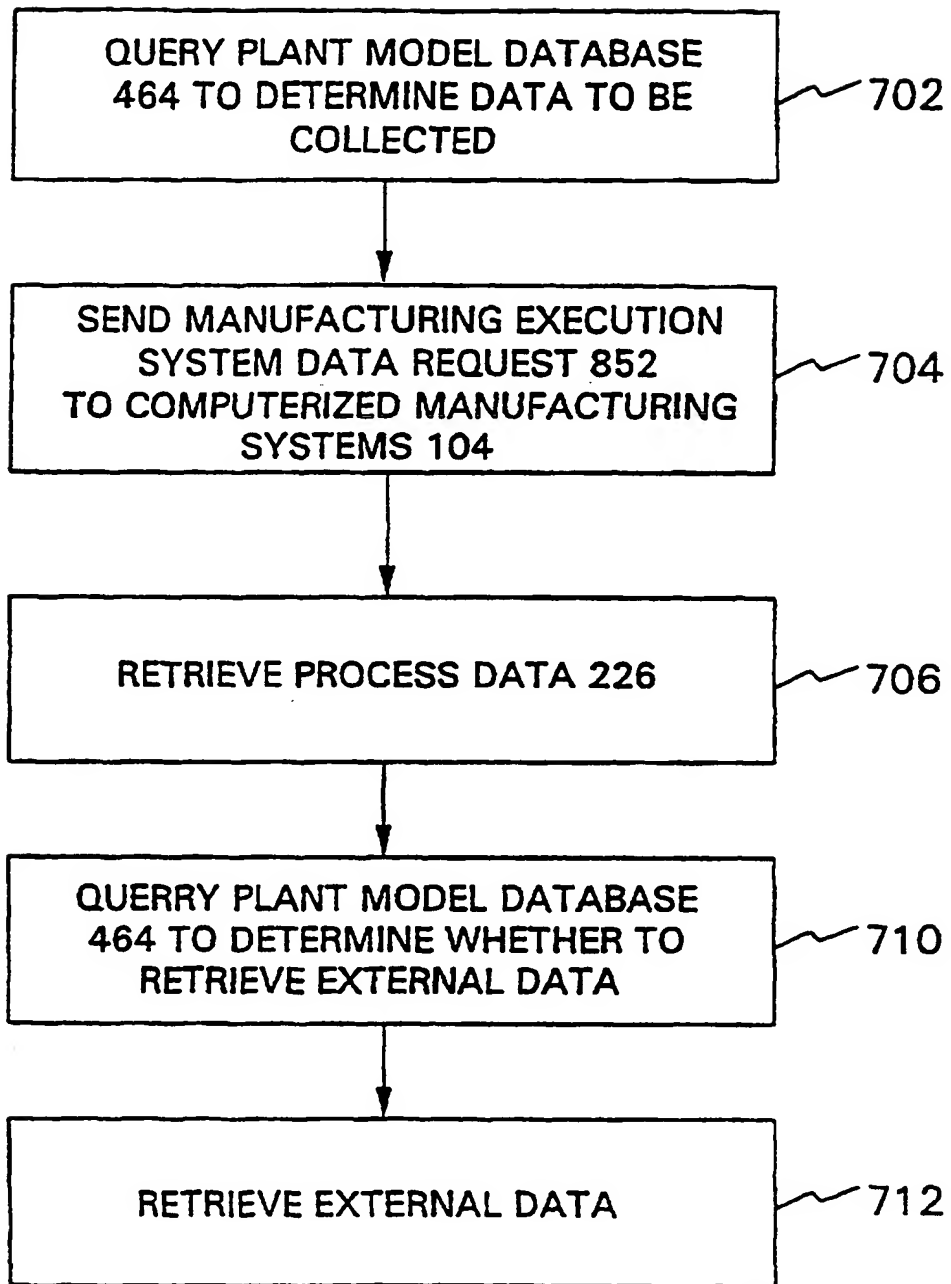 QUERY PLANT MODEL DATABASE
464 TO DETERMINE DATA TO BE
COLLECTED
702
SEND MANUFACTURING EXECUTION
SYSTEM DATA REQUEST 852
TO COMPUTERIZED MANUFACTURING
SYSTEMS 104
704
RETRIEVE PROCESS DATA 226
706
QUERRY PLANT MODEL DATABASE
464 TO DETERMINE WHETHER TO
RETRIEVE EXTERNAL DATA
710
RETRIEVE EXTERNAL DATA
712